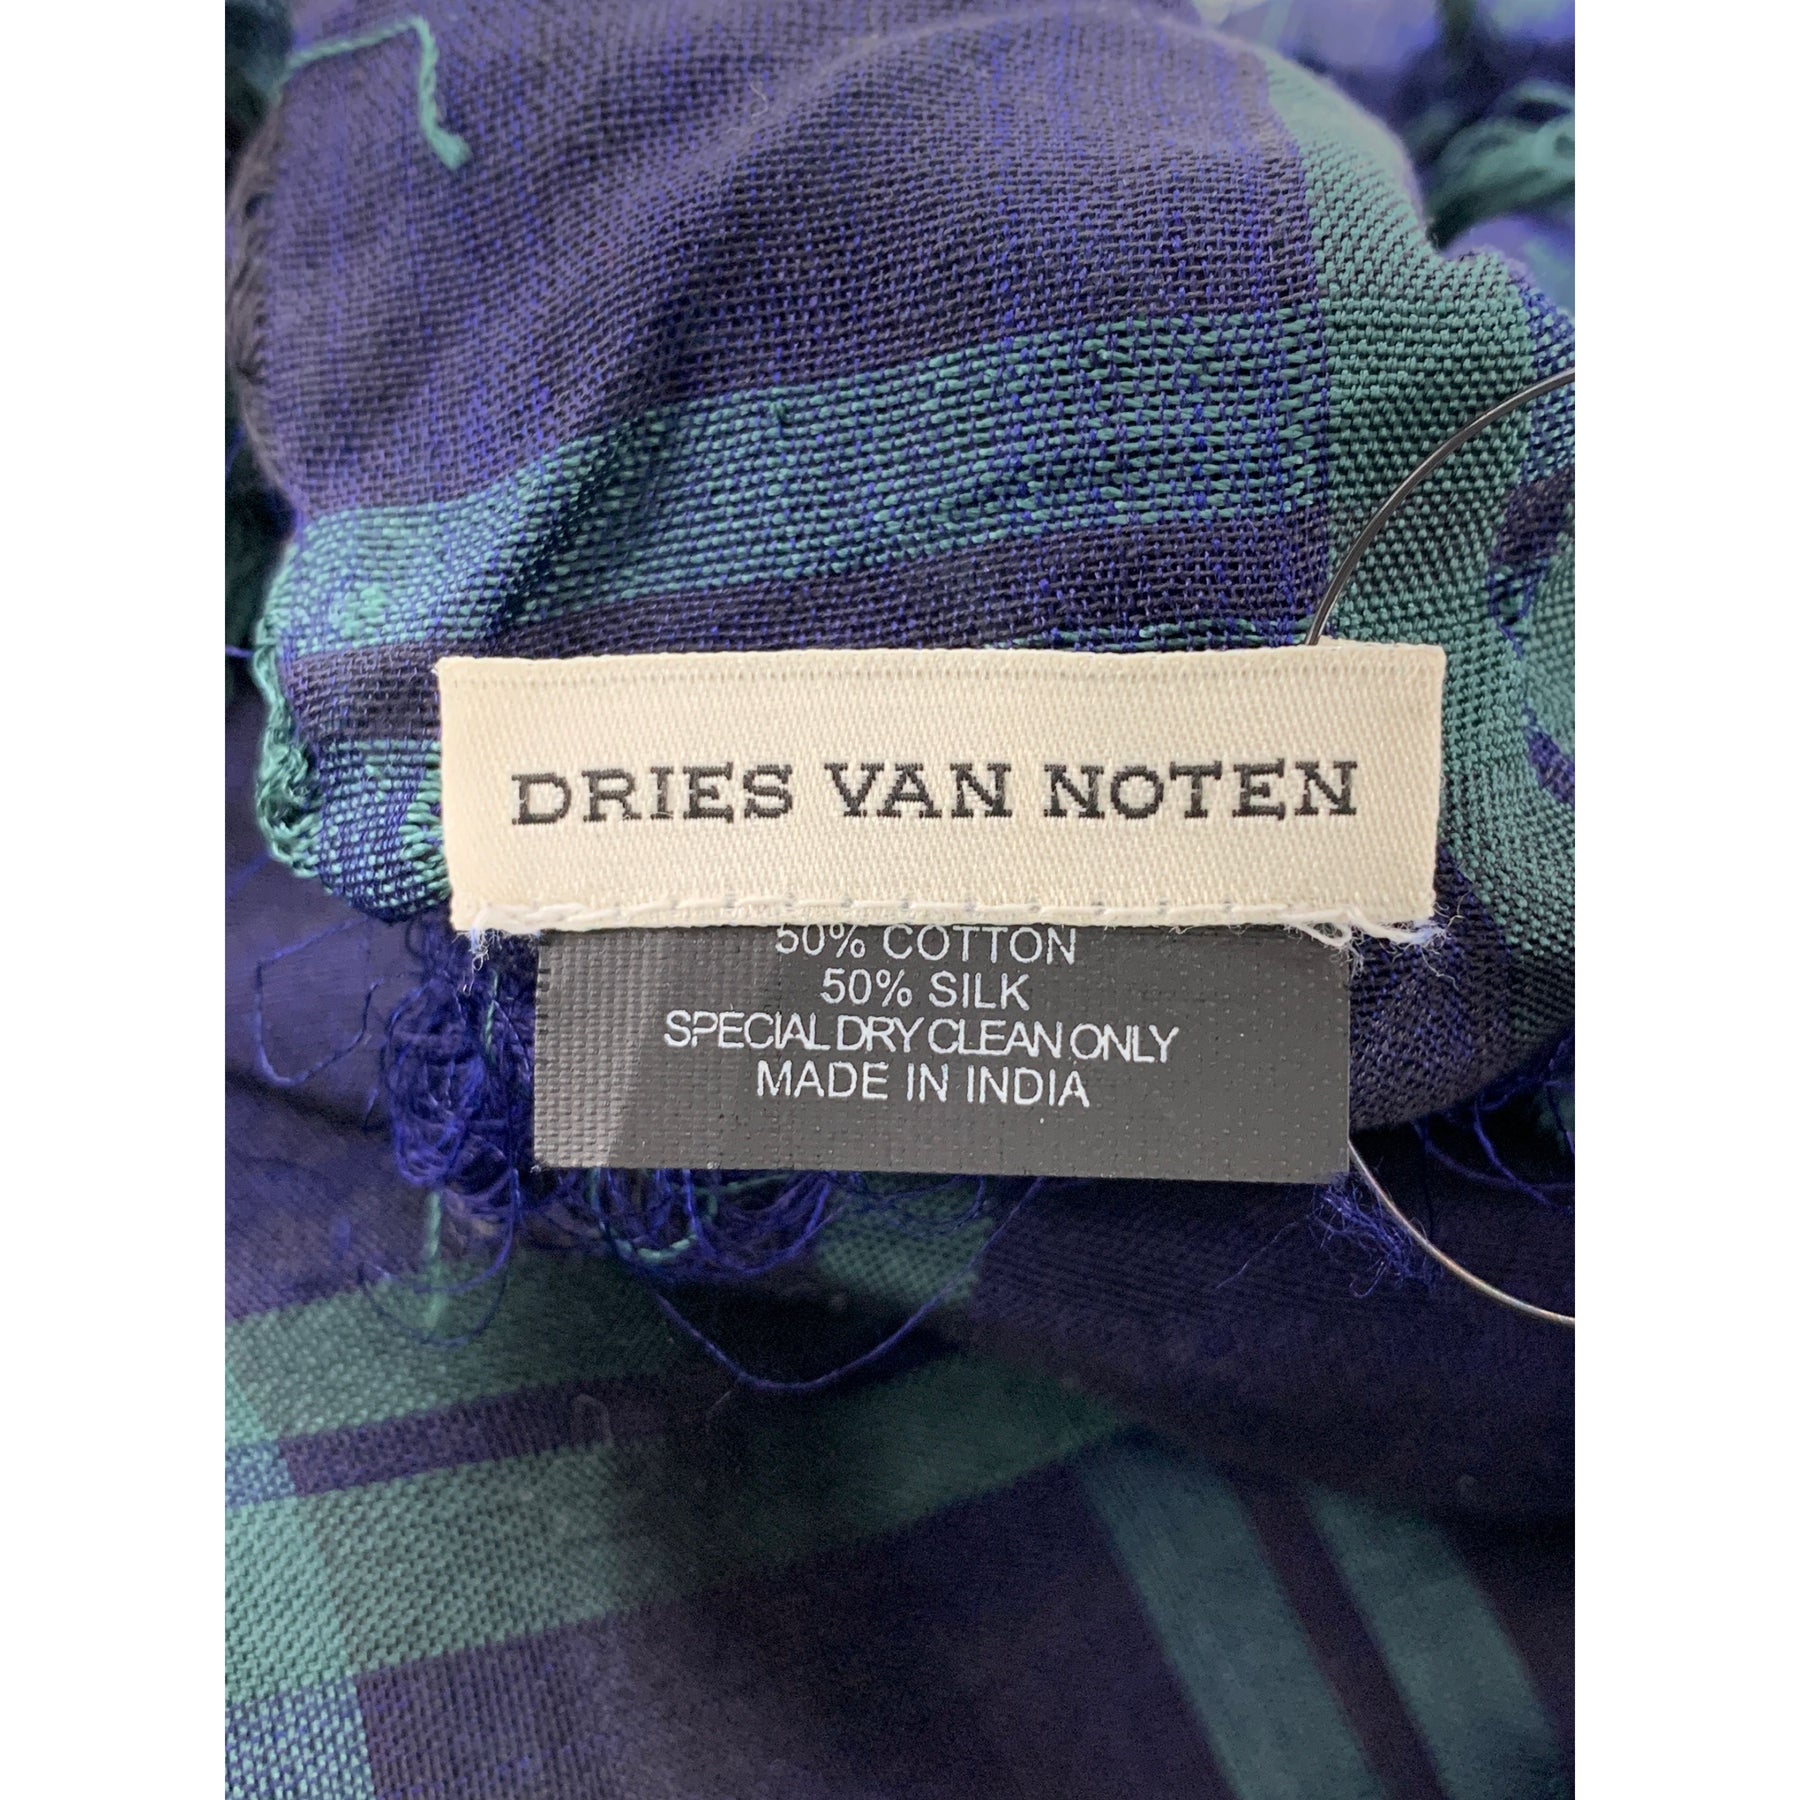 DRIES VAN NOTEN
50% COTTON
50% SILK
SPECIAL DRY CLEAN ONLY
MADE IN INDIA